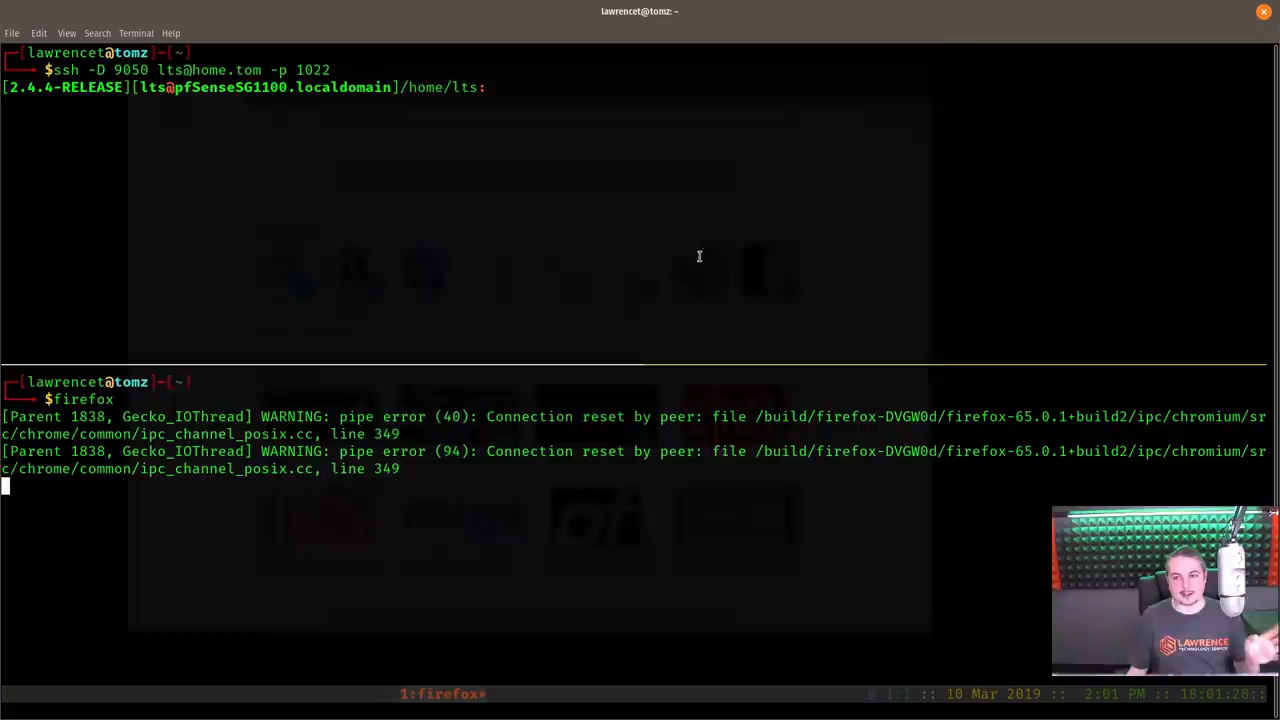 lawrencet@tomz: ~
File Edit View Search Terminal Help
[lawrencet@tomz]-[~]
$ssh -D 9050 lts@home.tom -p 1022
[2.4.4-RELEASE][lts@pfSenseSG1100.localdomain]/home/lts:
[lawrencet@tomz]-[~]
$firefox
[Parent 1838, Gecko_IOThread] WARNING: pipe error (40): Connection reset by peer: file /build/firefox-DVGW0d/firefox-65.0.1+build2/ipc/chromium/sr
c/chrome/common/ipc_channel_posix.cc, line 349
[Parent 1838, Gecko_IOThread] WARNING: pipe error (94): Connection reset by peer: file /build/firefox-DVGW0d/firefox-65.0.1+build2/ipc/chromium/sr
c/chrome/common/ipc_channel_posix.cc, line 349
LAWRENCE
TECHNOLOGY SERVICES
1:firefox* 1:1 :: 10 Mar 2019 :: 2:01 PM :: 18:01:28::